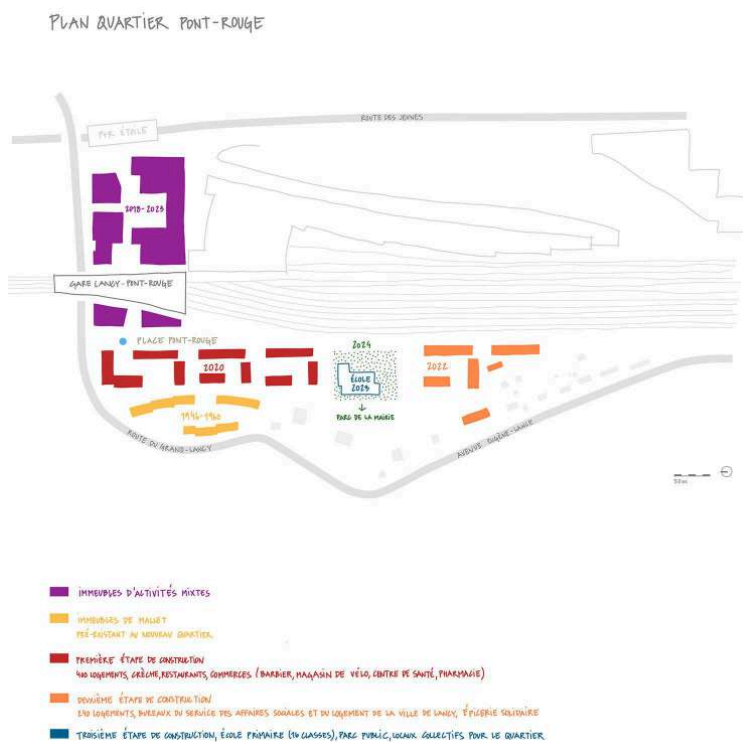 PLAN QUARTIER PONT-ROUGE
ROUTE DES JEUNES
P+R ÉTOILE
2018-2023
GARE LANCY-PONT-ROUGE
PLACE PONT-ROUGE
2024
2020
ÉCOLE
2023
2022
PARC DE LA MAIRIE
1946-1960
ROUTE DU GRAND-LANCY
AVENUE EUGÈNE-LANCE
50m
IMMEUBLES D'ACTIVITÉS MIXTES
IMMEUBLES DE MALLET
PRÉ-EXISTANT AU NOUVEAU QUARTIER
PREMIÈRE ÉTAPE DE CONSTRUCTION
400 LOGEMENTS, CRÈCHE, RESTAURANTS, COMMERCES (BARBIER, MAGASIN DE VÉLO, CENTRE DE SANTÉ, PHARMACIE)
DEUXIÈME ÉTAPE DE CONSTRUCTION
LOGEMENTS, BUREAUX DU SERVICE DES AFFAIRES SOCIALES ET DU LOGEMENT DE LA VILLE DE LANCY, ÉPICERIE SOLIDAIRE
TROISIÈME ÉTAPE DE CONSTRUCTION, ÉCOLE PRIMAIRE (16 CLASSES), PARC PUBLIC, LOCAUX COLLECTIFS POUR LE QUARTIER